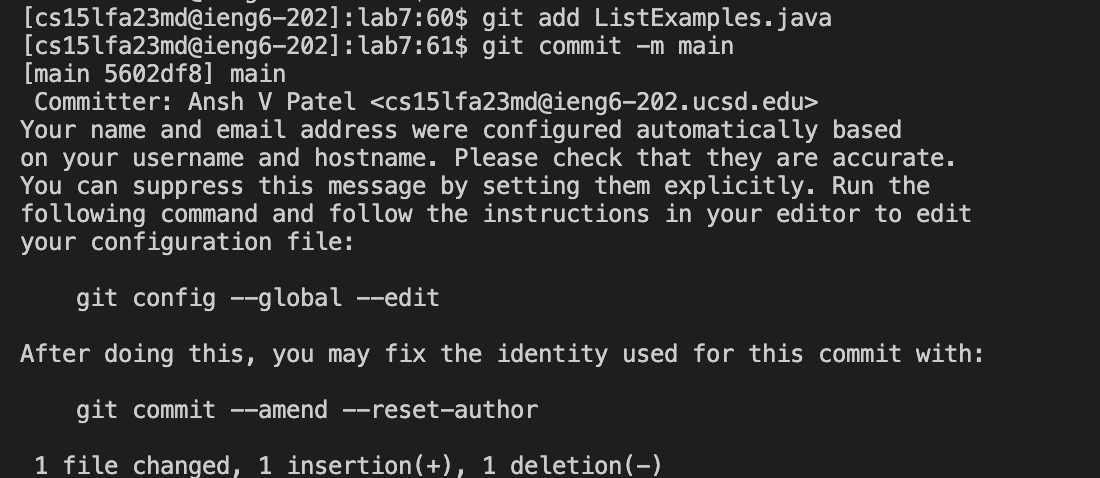 [cs15lfa23md@ieng6-202]:lab7:60$ git add ListExamples.java
[cs15lfa23md@ieng6-202]:lab7:61$ git commit -m main
[main 5602df8] main
 Committer: Ansh V Patel <cs15lfa23md@ieng6-202.ucsd.edu>
Your name and email address were configured automatically based
on your username and hostname. Please check that they are accurate.
You can suppress this message by setting them explicitly. Run the
following command and follow the instructions in your editor to edit
your configuration file:

    git config --global --edit

After doing this, you may fix the identity used for this commit with:

    git commit --amend --reset-author

 1 file changed, 1 insertion(+), 1 deletion(-)